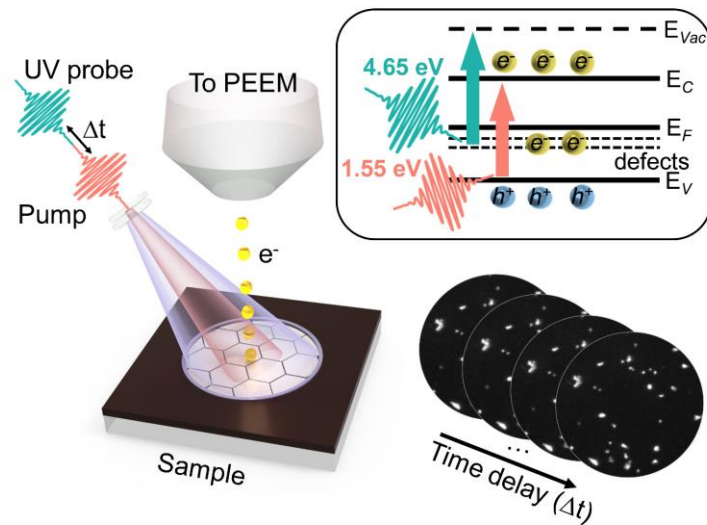 UV probe
Δt
Pump
To PEEM
e⁻
Sample
4.65 eV
1.55 eV
E_Vac
e⁻ e⁻ e⁻
E_C
E_F
e⁻ e⁻
defects
E_V
h⁺ h⁺ h⁺
...
Time delay (Δt)